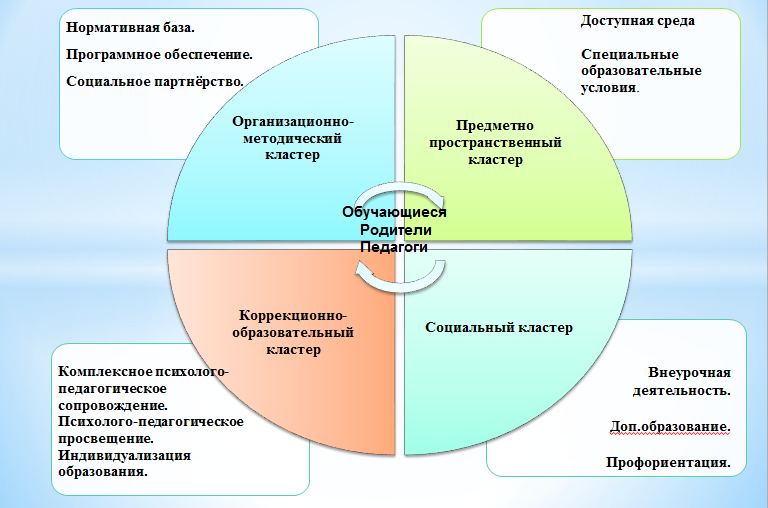 Нормативная база.
Программное обеспечение.
Социальное партнёрство.
Доступная среда
Специальные
образовательные
условия.
Организационно-
методический
кластер
Предметно
пространственный
кластер
Обучающиеся
Родители
Педагоги
Коррекционно-
образовательный
кластер
Социальный кластер
Комплексное психолого-
педагогическое
сопровождение.
Психолого-педагогическое
просвещение.
Индивидуализация
образования.
Внеурочная
деятельность.
Доп.образование.
Профориентация.